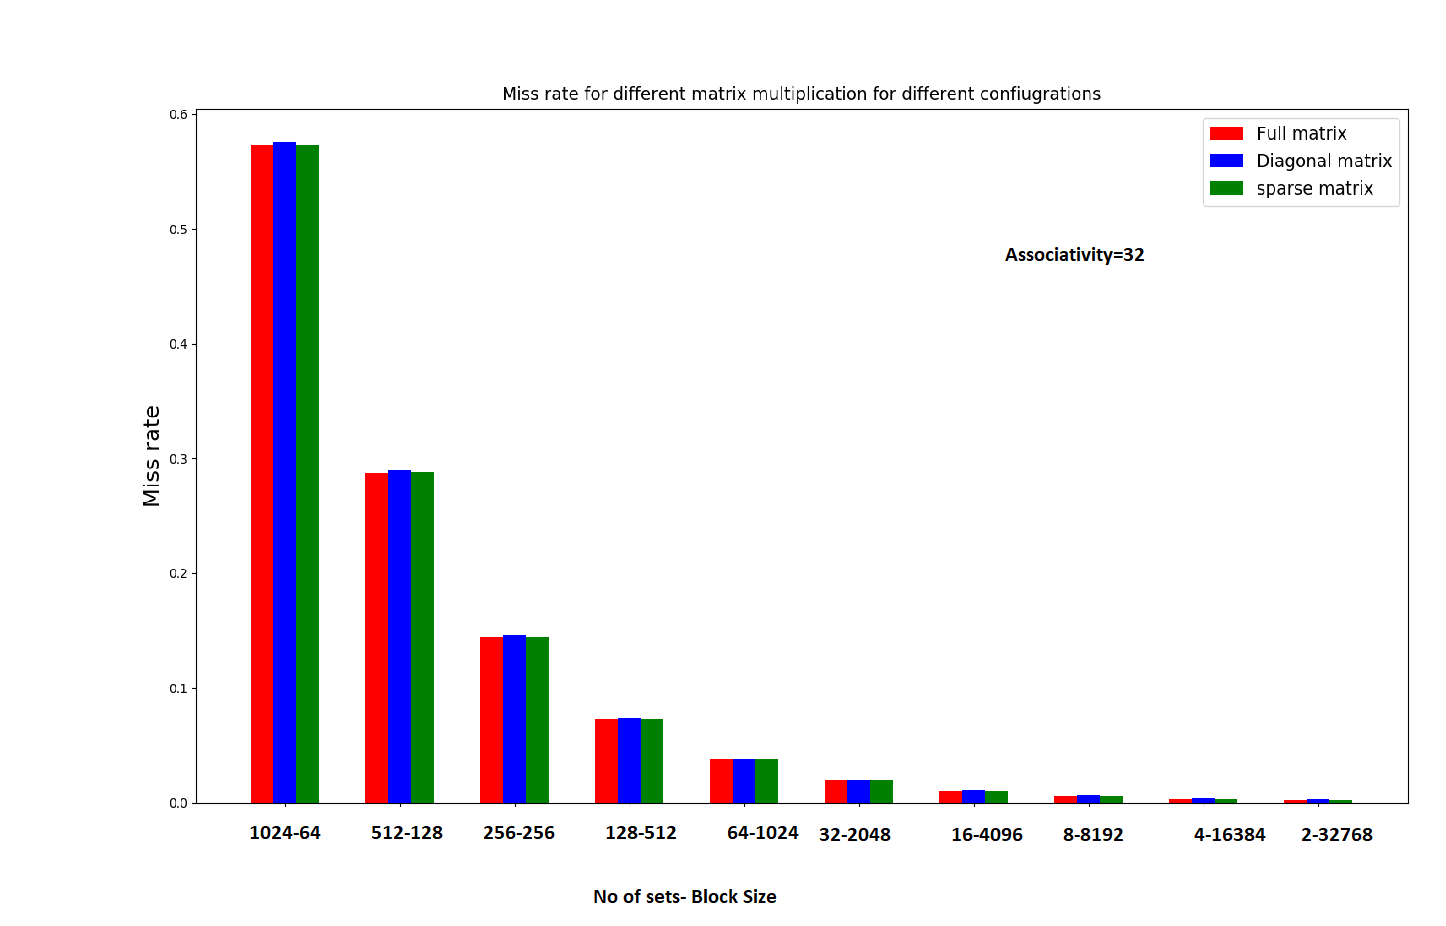 Miss rate for different matrix multiplication for different confiugrations
Full matrix
Diagonal matrix
sparse matrix
Associativity=32
Miss rate
0.6
0.5
0.4
0.3
0.2
0.1
0.0
1024-64 512-128 256-256 128-512 64-1024 32-2048 16-4096 8-8192 4-16384 2-32768
No of sets- Block Size